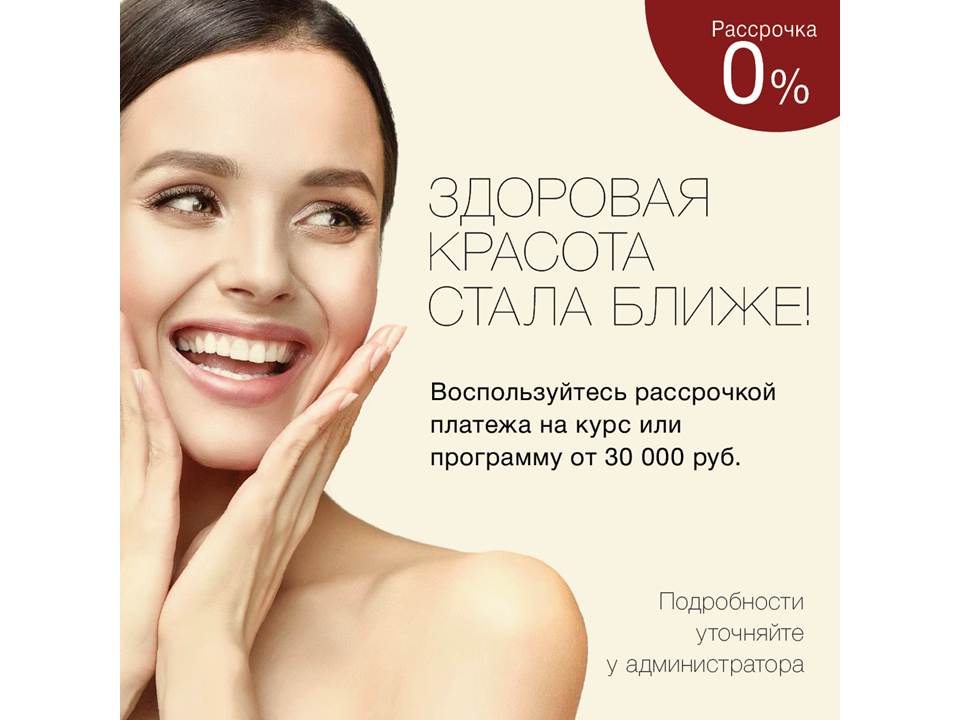 Рассрочка
0%
ЗДОРОВАЯ
КРАСОТА
СТАЛА БЛИЖЕ!
Воспользуйтесь рассрочкой
платежа на курс или
программу от 30 000 руб.
Подробности
уточняйте
у администратора